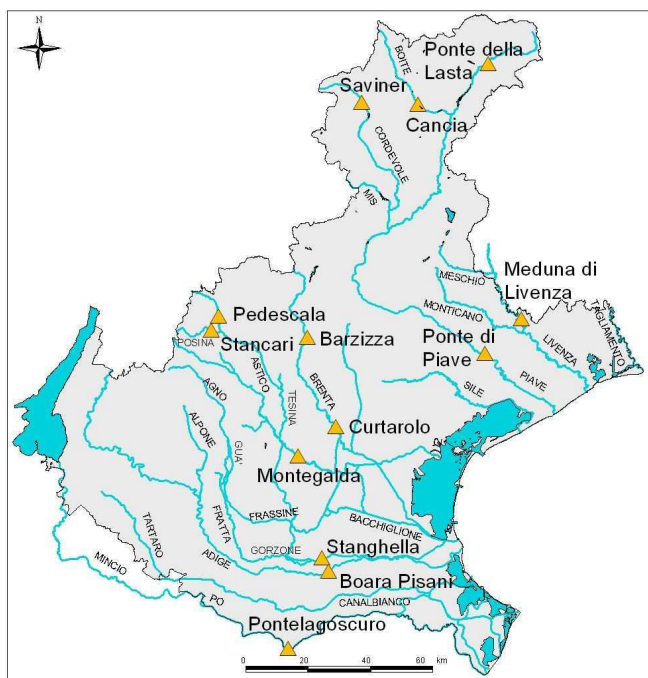 N
BOITE
Ponte della
Lasta
Saviner
Cancia
CORDEVOLE
MIS
MESCHIO
Meduna di
Livenza
MONTICANO
TAGLIAMENTO
Pedescala
POSINA
Stancari
Barzizza
Ponte di
Piave
LIVENZA
PIAVE
ASTICO
AGNO
TESINA
BRENTA
SILE
ALPONE
GUA'
Curtarolo
Montegalda
FRATTA
FRASSINE
BACCHIGLIONE
TARTARO
ADIGE
GORZONE
Stanghella
MINCIO
Boara Pisani
PO
CANALBIANCO
Pontelagoscuro
0 20 40 60 km